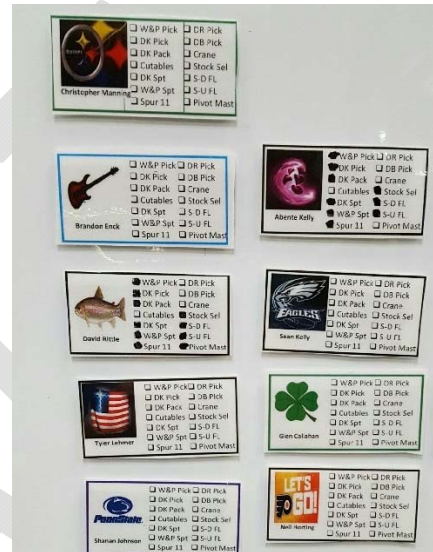 Steelers
Christopher Manning
☐ W&P Pick ☐ DR Pick
☐ DK Pick ☐ DB Pick
☐ DK Pack ☐ Crane
☐ Cutables ☐ Stock Sel
☐ DK Spt ☐ S-D FL
☐ W&P Spt ☐ S-U FL
☐ Spur 11 ☐ Pivot Mast
Brandon Enck
☐ W&P Pick ☐ DR Pick
☐ DK Pick ☐ DB Pick
☐ DK Pack ☐ Crane
☐ Cutables ☐ Stock Sel
☐ DK Spt ☐ S-D FL
☐ W&P Spt ☐ S-U FL
☐ Spur 11 ☐ Pivot Mast
Abente Kelly
W&P Pick ☐ DR Pick
DK Pick ☐ DB Pick
DK Pack ☐ Crane
☐ Cutables Stock Sel
DK Spt S-D FL
W&P Spt S-U FL
Spur 11 ☐ Pivot Mast
David Rittle
W&P Pick ☐ DR Pick
DK Pick ☐ DB Pick
DK Pack ☐ Crane
☐ Cutables Stock Sel
DK Spt S-D FL
W&P Spt S-U FL
Spur 11 Pivot Mast
EAGLES
Sean Kelly
☐ W&P Pick ☐ DR Pick
☐ DK Pick ☐ DB Pick
☐ DK Pack ☐ Crane
☐ Cutables ☐ Stock Sel
☐ DK Spt ☐ S-D FL
☐ W&P Spt ☐ S-U FL
☐ Spur 11 ☐ Pivot Mast
Tyler Lehmer
☐ W&P Pick ☐ DR Pick
☐ DK Pick ☐ DB Pick
☐ DK Pack ☐ Crane
☐ Cutables ☐ Stock Sel
☐ DK Spt ☐ S-D FL
☐ W&P Spt ☐ S-U FL
☐ Spur 11 ☐ Pivot Mast
Glen Callahan
☐ W&P Pick ☐ DR Pick
☐ DK Pick ☐ DB Pick
☐ DK Pack ☐ Crane
☐ Cutables ☐ Stock Sel
☐ DK Spt ☐ S-D FL
☐ W&P Spt ☐ S-U FL
☐ Spur 11 ☐ Pivot Mast
PennState
Shanan Johnson
☐ W&P Pick ☐ DR Pick
☐ DK Pick ☐ DB Pick
☐ DK Pack ☐ Crane
☐ Cutables ☐ Stock Sel
☐ DK Spt ☐ S-D FL
☐ W&P Spt ☐ S-U FL
☐ Spur 11 ☐ Pivot Mast
LET'S
GO!
Neil Horting
☐ W&P Pick ☐ DR Pick
☐ DK Pick ☐ DB Pick
☐ DK Pack ☐ Crane
☐ Cutables ☐ Stock Sel
☐ DK Spt ☐ S-D FL
☐ W&P Spt ☐ S-U FL
☐ Spur 11 ☐ Pivot Mast